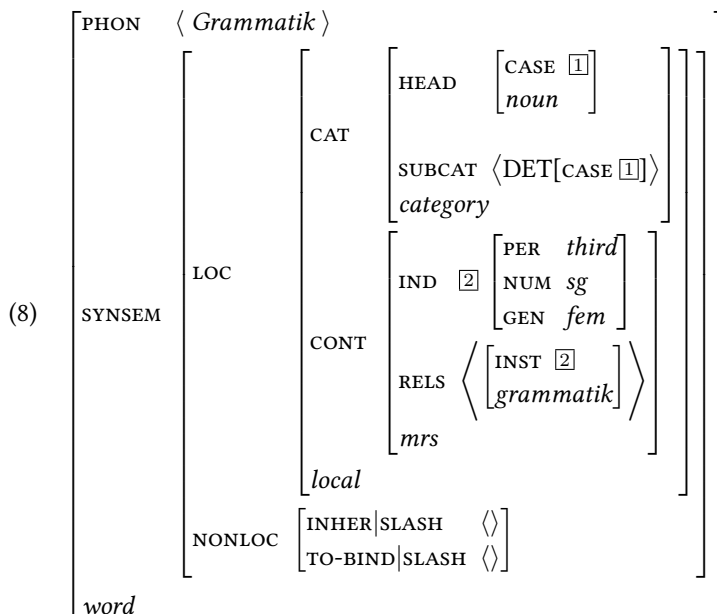 PHON ⟨ Grammatik ⟩
HEAD [CASE 1
noun]
CAT
SUBCAT ⟨DET[CASE 1]⟩
category
LOC
IND 2 [PER third
NUM sg
GEN fem]
(8) SYNSEM
CONT
RELS ⟨[INST 2
grammatik]⟩
mrs
local
NONLOC [INHER|SLASH ⟨⟩
TO-BIND|SLASH ⟨⟩]
word